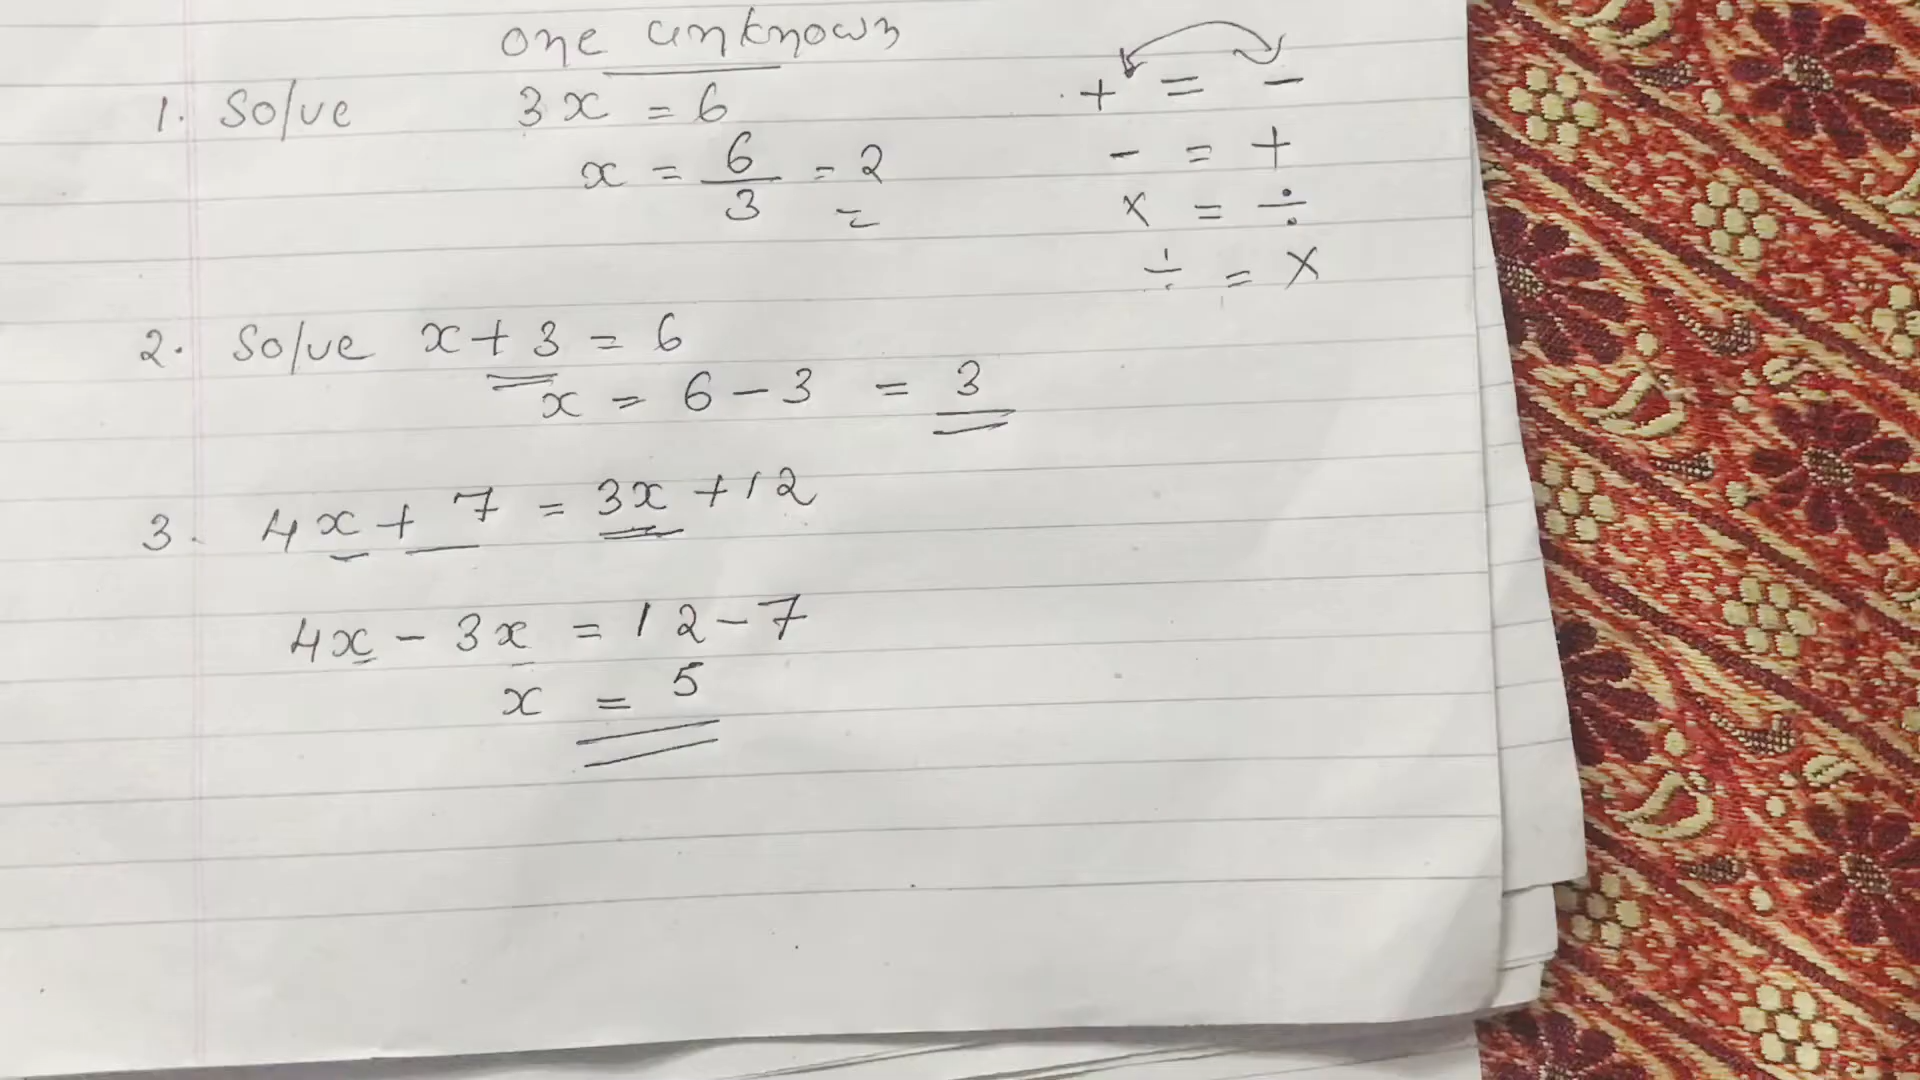 one unknown
1. Solve 3x = 6
x = 6/3 = 2
+ = -
- = +
x = ÷
÷ = x
2. Solve x + 3 = 6
x = 6 - 3 = 3
3. 4x + 7 = 3x + 12
4x - 3x = 12 - 7
x = 5